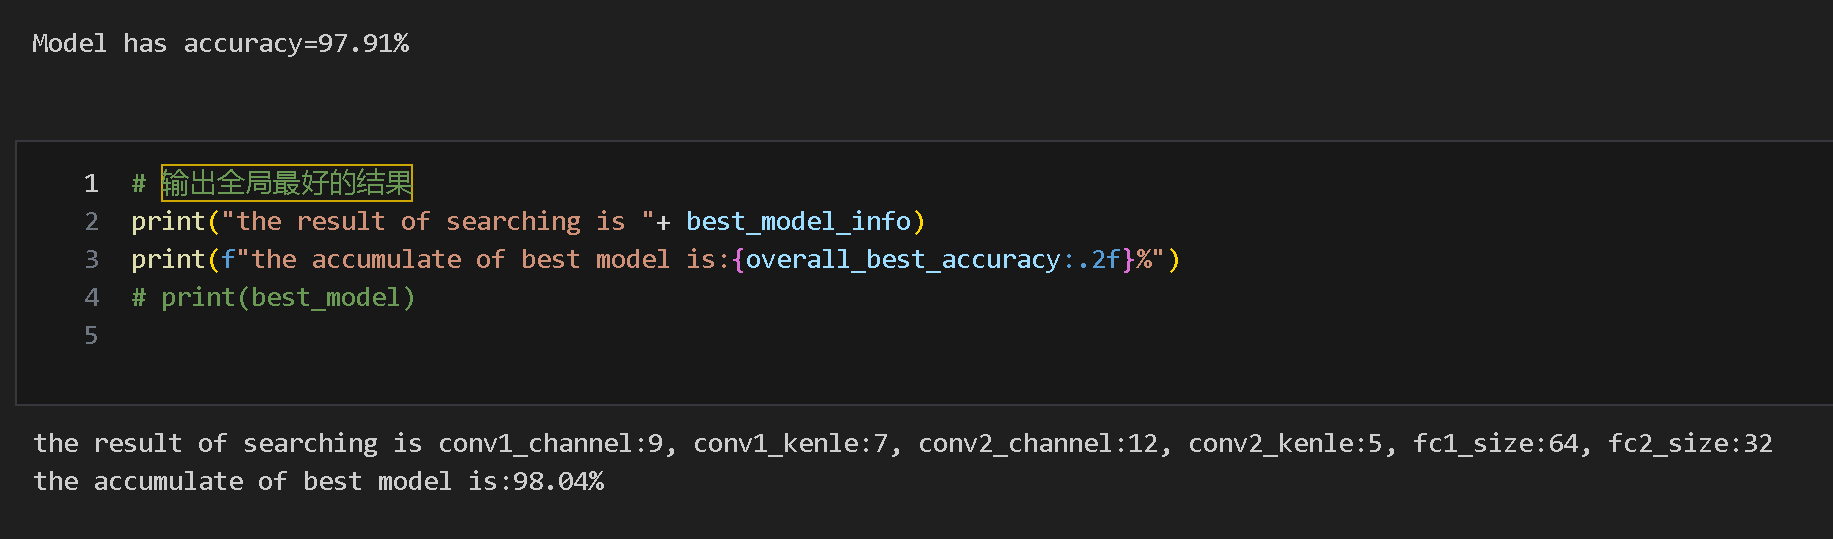 Model has accuracy=97.91%
1 # 输出全局最好的结果
2 print("the result of searching is "+ best_model_info)
3 print(f"the accumulate of best model is:{overall_best_accuracy:.2f}%")
4 # print(best_model)
5
the result of searching is conv1_channel:9, conv1_kenle:7, conv2_channel:12, conv2_kenle:5, fc1_size:64, fc2_size:32
the accumulate of best model is:98.04%